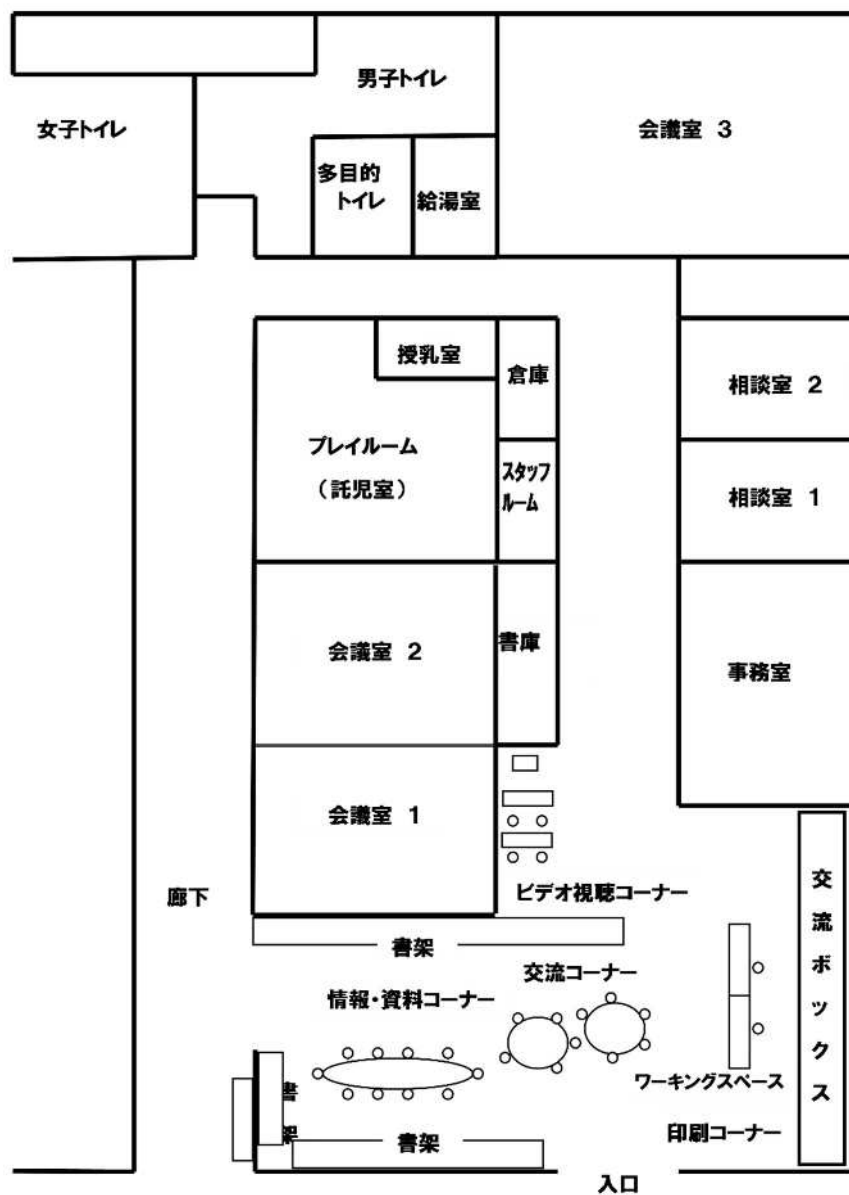 男子トイレ
女子トイレ
会議室 3
多目的
トイレ
給湯室
授乳室
倉庫
相談室 2
プレイルーム
（託児室）
スタッフ
ルーム
相談室 1
会議室 2
書庫
事務室
会議室 1
廊下
ビデオ視聴コーナー
交流ボックス
書架
交流コーナー
情報・資料コーナー
ワーキングスペース
書架
書架
印刷コーナー
入口